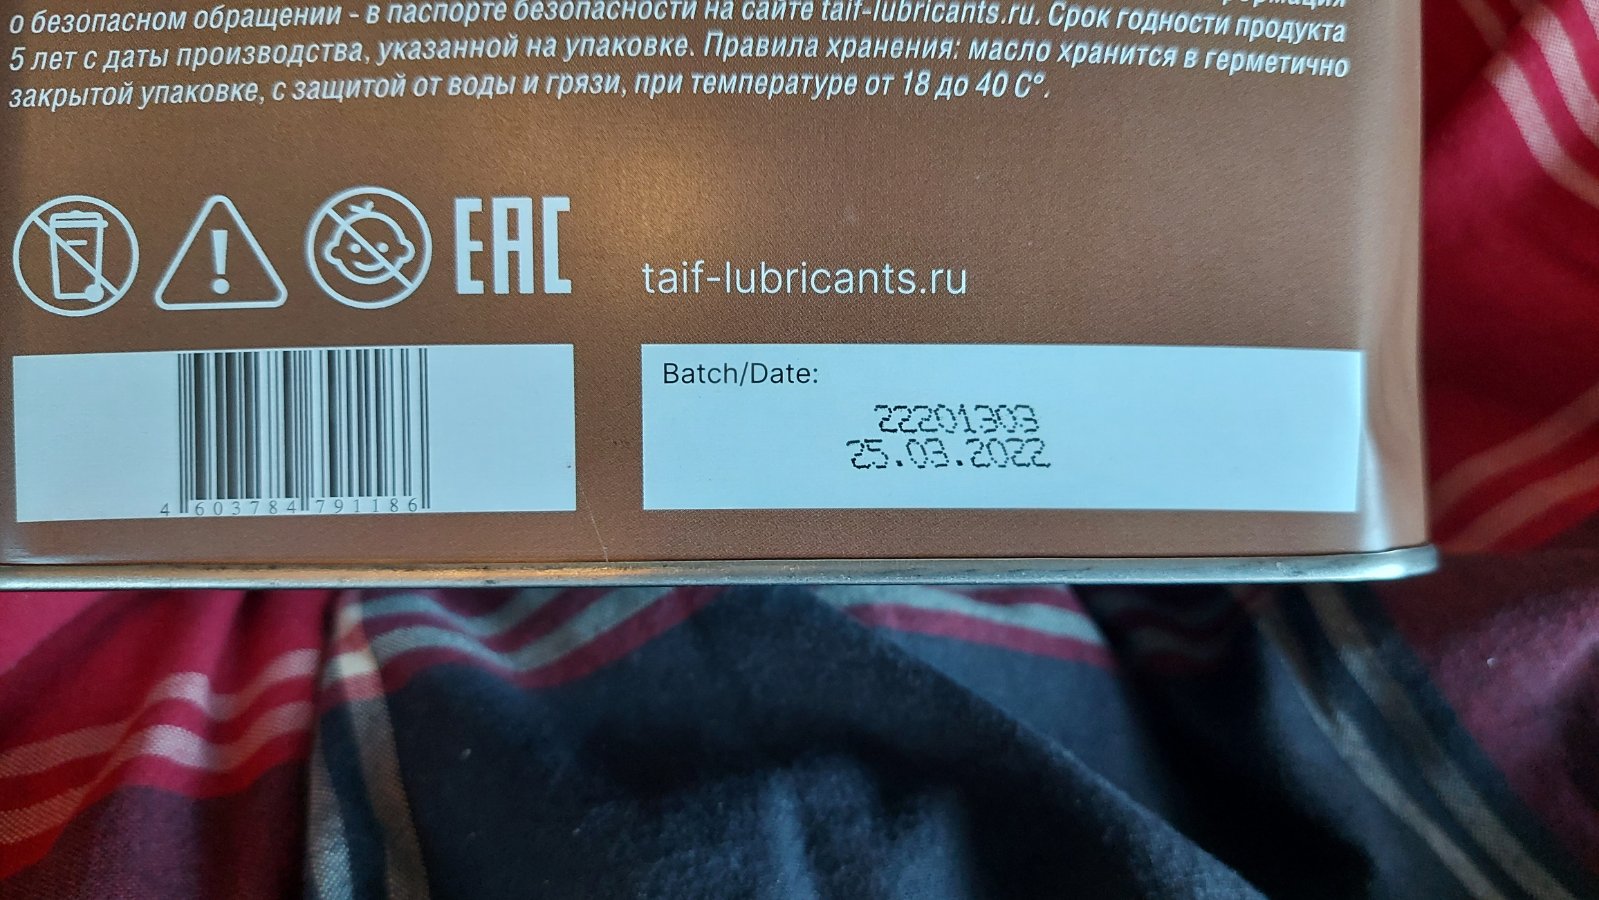 о безопасном обращении - в паспорте безопасности на сайте taif-lubricants.ru. Срок годности продукта
5 лет с даты производства, указанной на упаковке. Правила хранения: масло хранится в герметично
закрытой упаковке, с защитой от воды и грязи, при температуре от 18 до 40 С°.
EAC
taif-lubricants.ru
Batch/Date:
22201303
25.03.2022
4 603784 791186